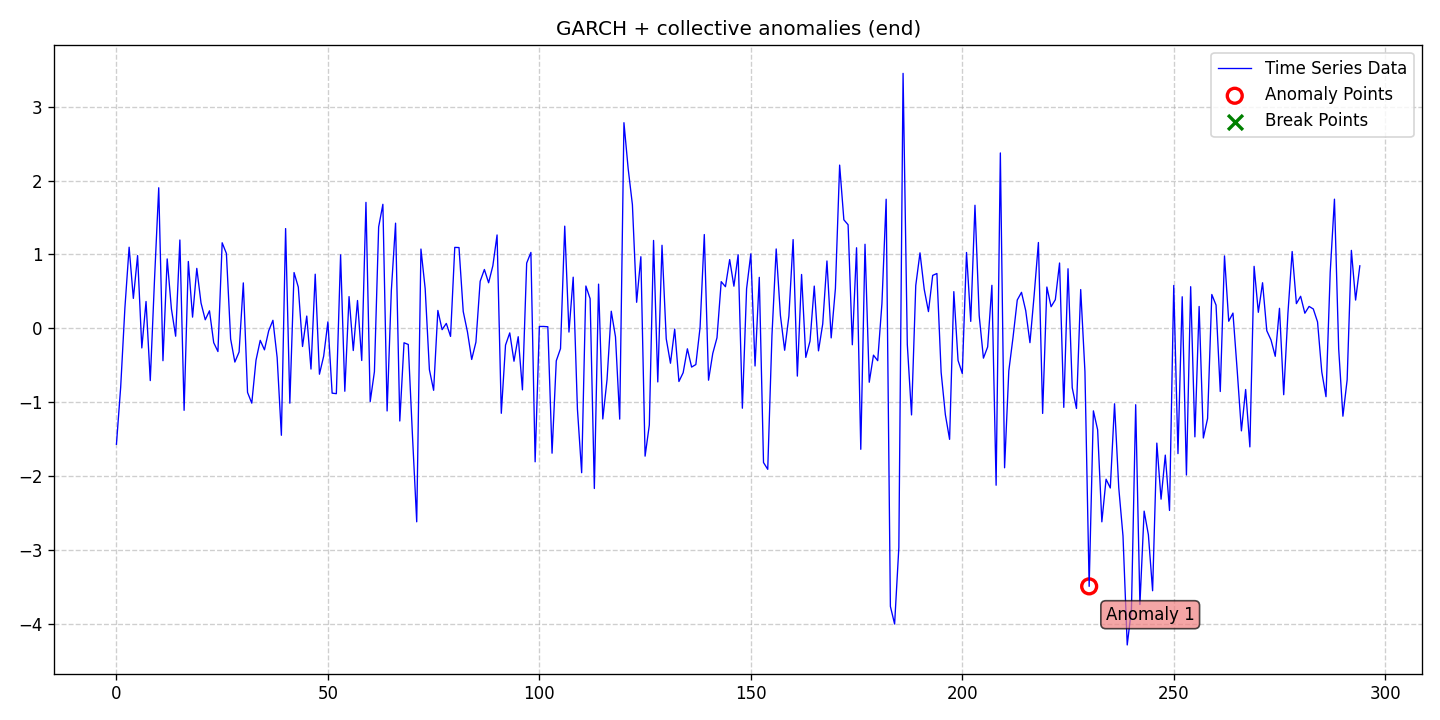 GARCH + collective anomalies (end)
Time Series Data
Anomaly Points
Break Points
3
2
1
0
−1
−2
−3
−4
Anomaly 1
0 50 100 150 200 250 300